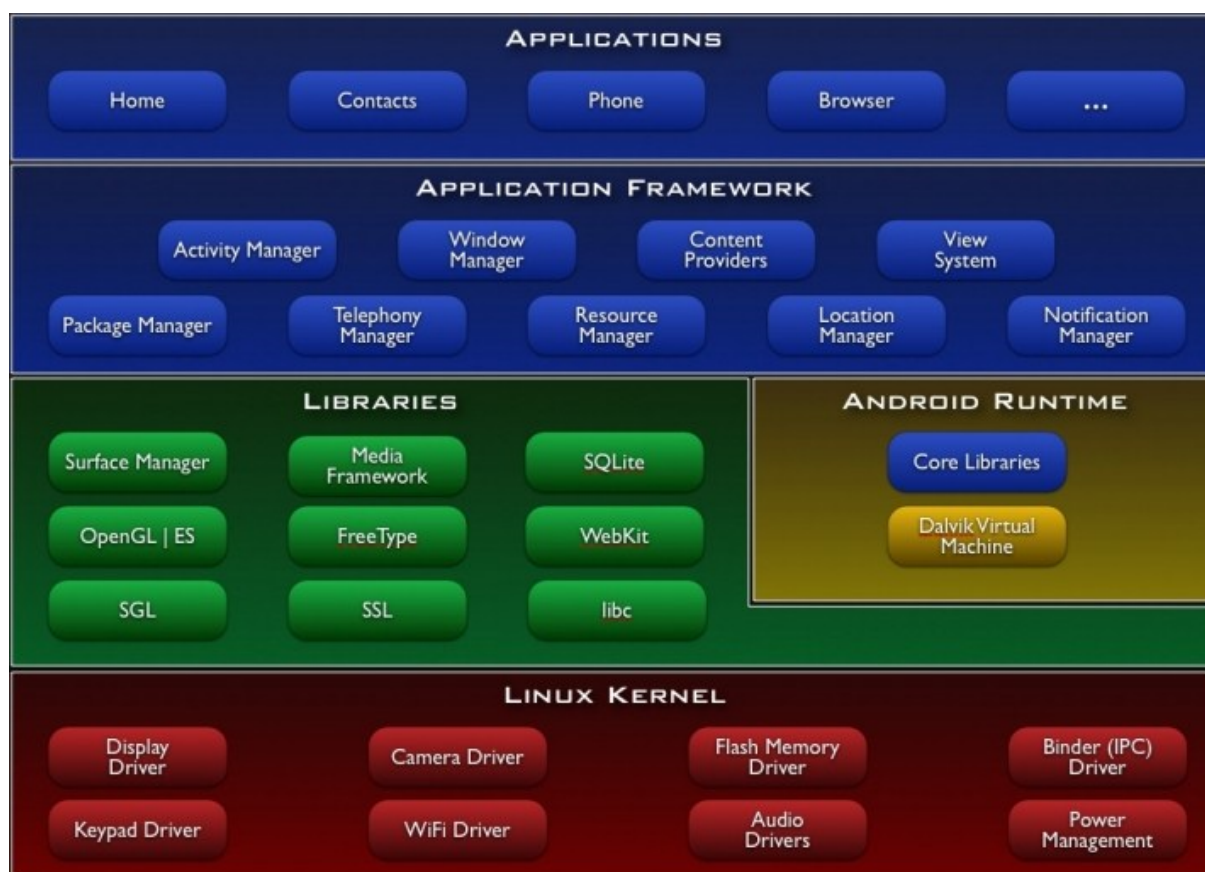 APPLICATIONS
Home
Contacts
Phone
Browser
...
APPLICATION FRAMEWORK
Activity Manager
Window
Manager
Content
Providers
View
System
Package Manager
Telephony
Manager
Resource
Manager
Location
Manager
Notification
Manager
LIBRARIES
Surface Manager
Media
Framework
SQLite
OpenGL | ES
FreeType
WebKit
SGL
SSL
libc
ANDROID RUNTIME
Core Libraries
Dalvik Virtual
Machine
LINUX KERNEL
Display
Driver
Camera Driver
Flash Memory
Driver
Binder (IPC)
Driver
Keypad Driver
WiFi Driver
Audio
Drivers
Power
Management